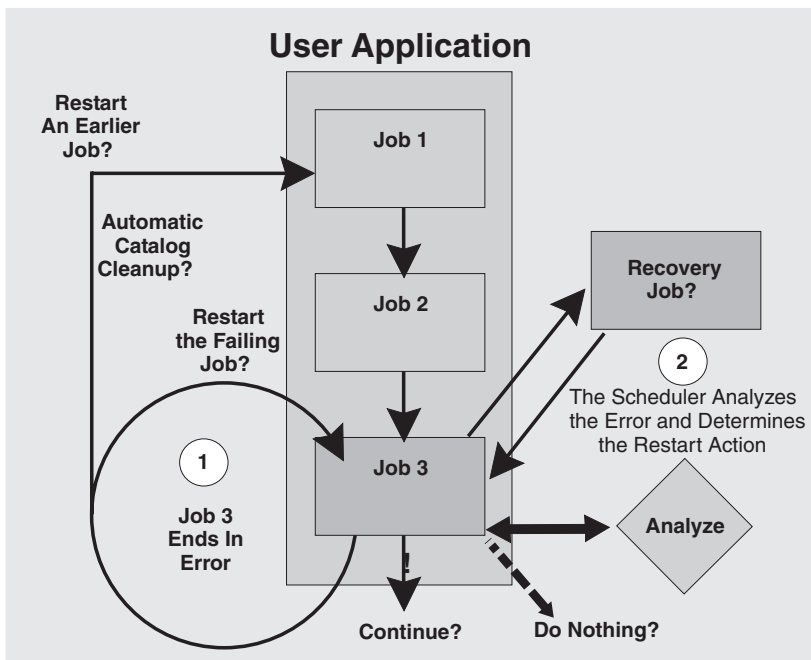 User Application
Restart
An Earlier
Job?
Job 1
Automatic
Catalog
Cleanup?
Job 2
Recovery
Job?
Restart
the Failing
Job?
2
The Scheduler Analyzes
the Error and Determines
the Restart Action
1
Job 3
Job 3
Ends In
Error
Analyze
!
Continue?
Do Nothing?